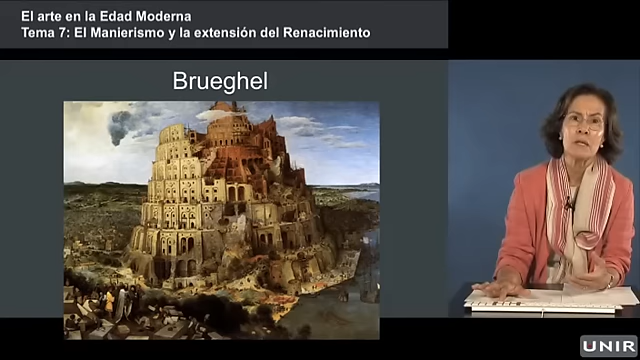 El arte en la Edad Moderna
Tema 7: El Manierismo y la extensión del Renacimiento
Brueghel
UNIR